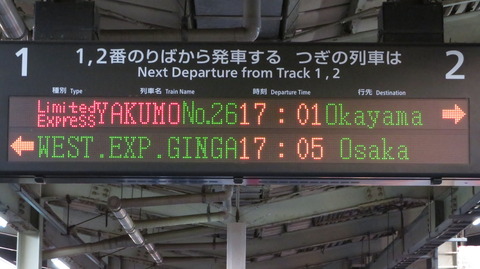 1
1,2番のりばから発車する つぎの列車は
Next Departure from Track 1,2
2
種別 Type 列車名 Train Name 時刻 Departure Time 行先 Destination
Limited Express YAKUMO No.26 17:01 Okayama →
← WEST.EXP.GINGA 17:05 Osaka